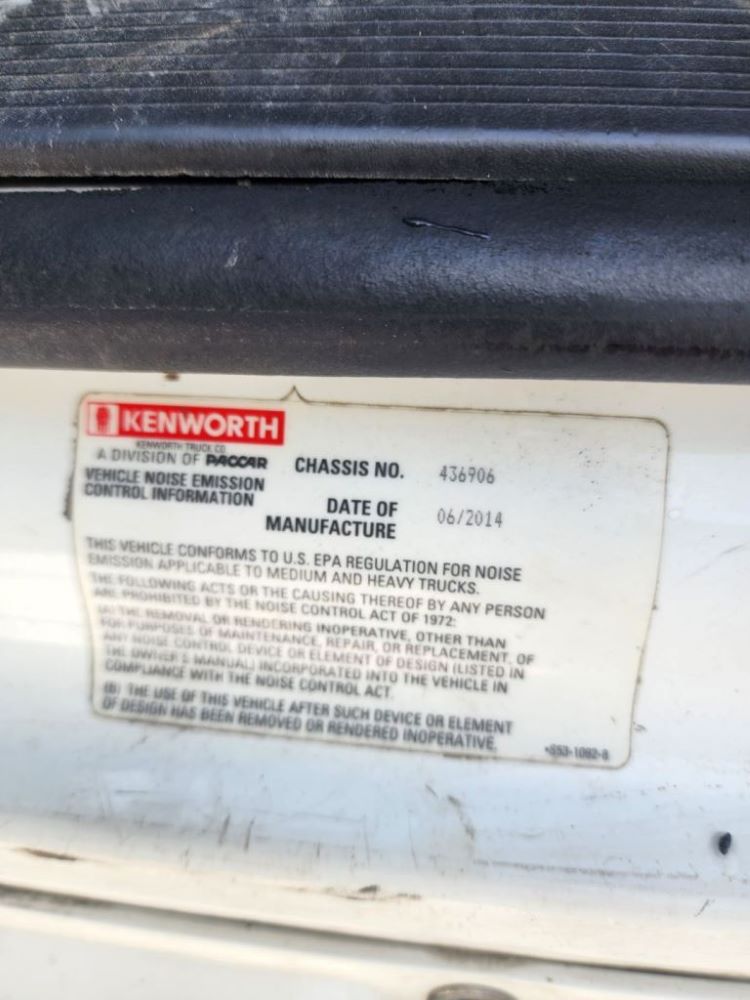 KENWORTH
KENWORTH TRUCK CO.
A DIVISION OF PACCAR
CHASSIS NO. 436906
VEHICLE NOISE EMISSION
CONTROL INFORMATION
DATE OF
MANUFACTURE
06/2014
THIS VEHICLE CONFORMS TO U.S. EPA REGULATION FOR NOISE
EMISSION APPLICABLE TO MEDIUM AND HEAVY TRUCKS.
THE FOLLOWING ACTS OR THE CAUSING THEREOF BY ANY PERSON
ARE PROHIBITED BY THE NOISE CONTROL ACT OF 1972:
(A) THE REMOVAL OR RENDERING INOPERATIVE, OTHER THAN
FOR PURPOSES OF MAINTENANCE, REPAIR, OR REPLACEMENT, OF
ANY NOISE CONTROL DEVICE OR ELEMENT OF DESIGN (LISTED IN
THE OWNER'S MANUAL) INCORPORATED INTO THE VEHICLE IN
COMPLIANCE WITH THE NOISE CONTROL ACT.
(B) THE USE OF THIS VEHICLE AFTER SUCH DEVICE OR ELEMENT
OF DESIGN HAS BEEN REMOVED OR RENDERED INOPERATIVE.